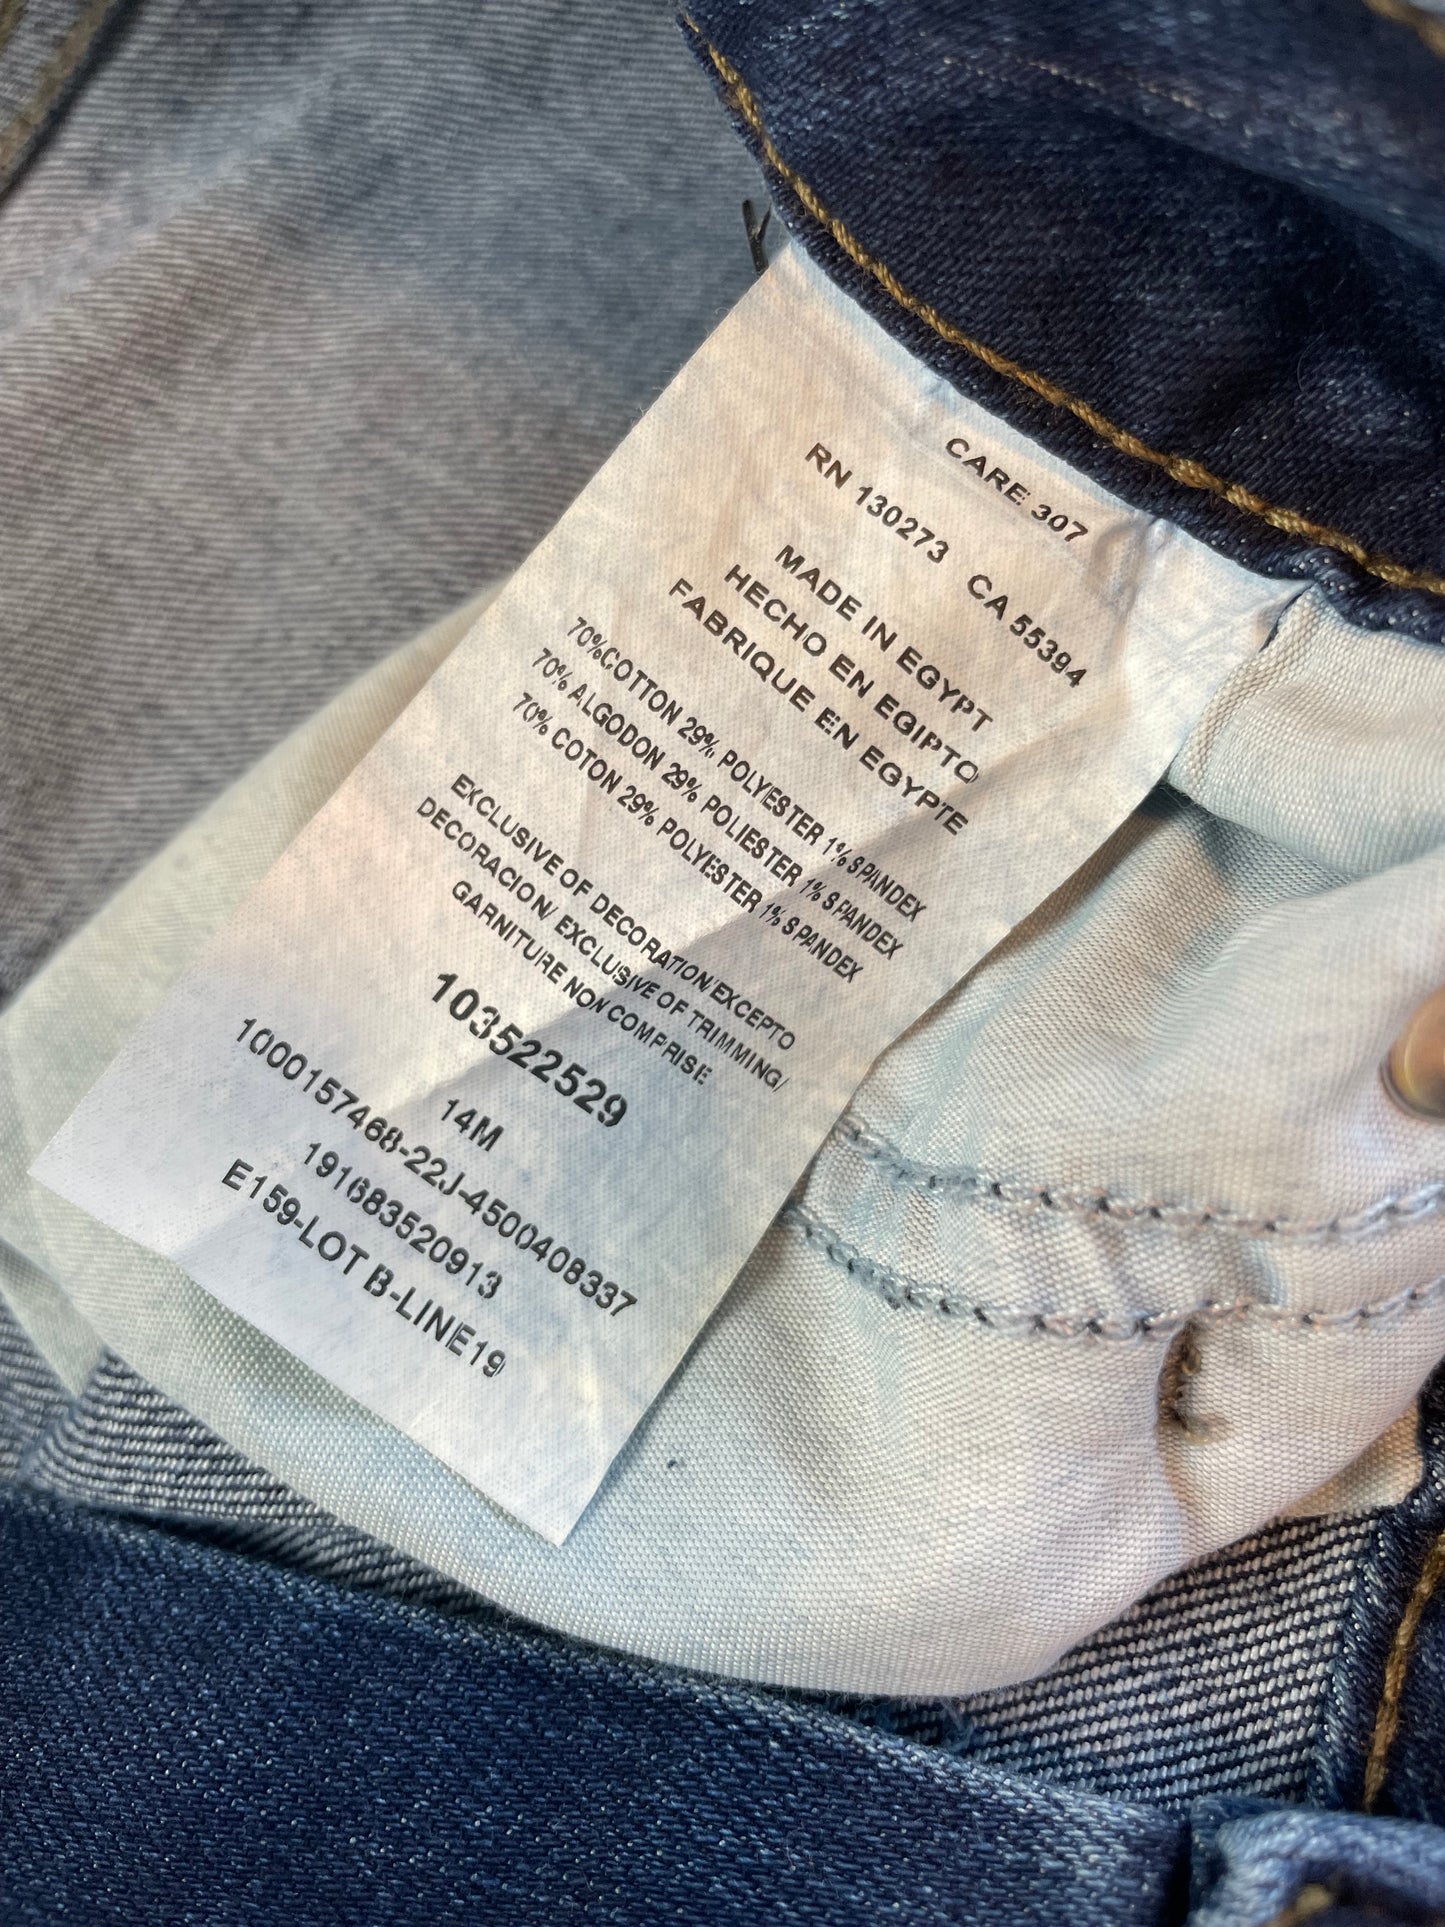 CARE 307
RN 130273 CA 55394
MADE IN EGYPT
HECHO EN EGIPTO
FABRIQUE EN EGYPTE
70%COTTON 29% POLYESTER 1% SPANDEX
70% ALGODON 29% POLIESTER 1% SPANDEX
70% COTON 29% POLYESTER 1% SPANDEX
EXCLUSIVE OF DECORATION/EXCEPTO
DECORACION/ EXCLUSIVE OF TRIMMING/
GARNITURE NON COMPRISE
103522529
14M
1000157468-22J-4500408337
191683520913
E159-LOT B-LINE19